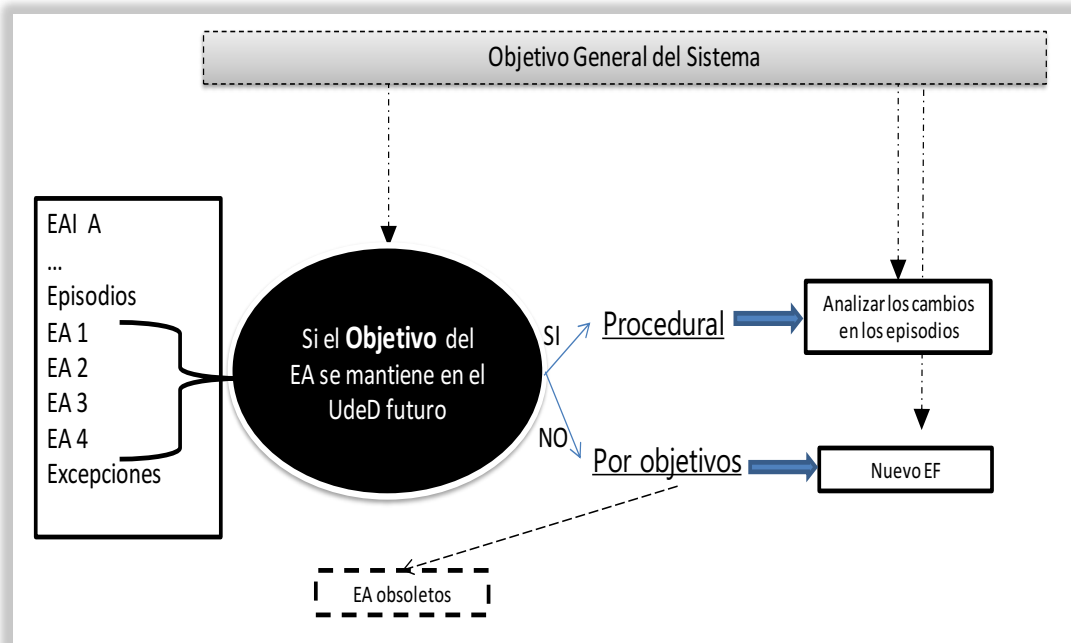 Objetivo General del Sistema
EAI A
...
Episodios
EA 1
EA 2
EA 3
EA 4
Excepciones
Si el Objetivo del
EA se mantiene en el
UdeD futuro
SI
Procedural
Analizar los cambios
en los episodios
NO
Por objetivos
Nuevo EF
EA obsoletos